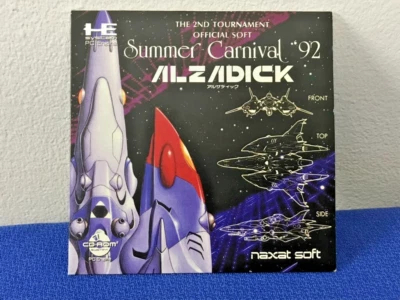 HE
SYSTEM
THE 2ND TOURNAMENT
OFFICIAL SOFT
Summer Carnival '92
ALZADICK
アルザディック
FRONT
TOP
SIDE
CD-ROM²
naxat soft